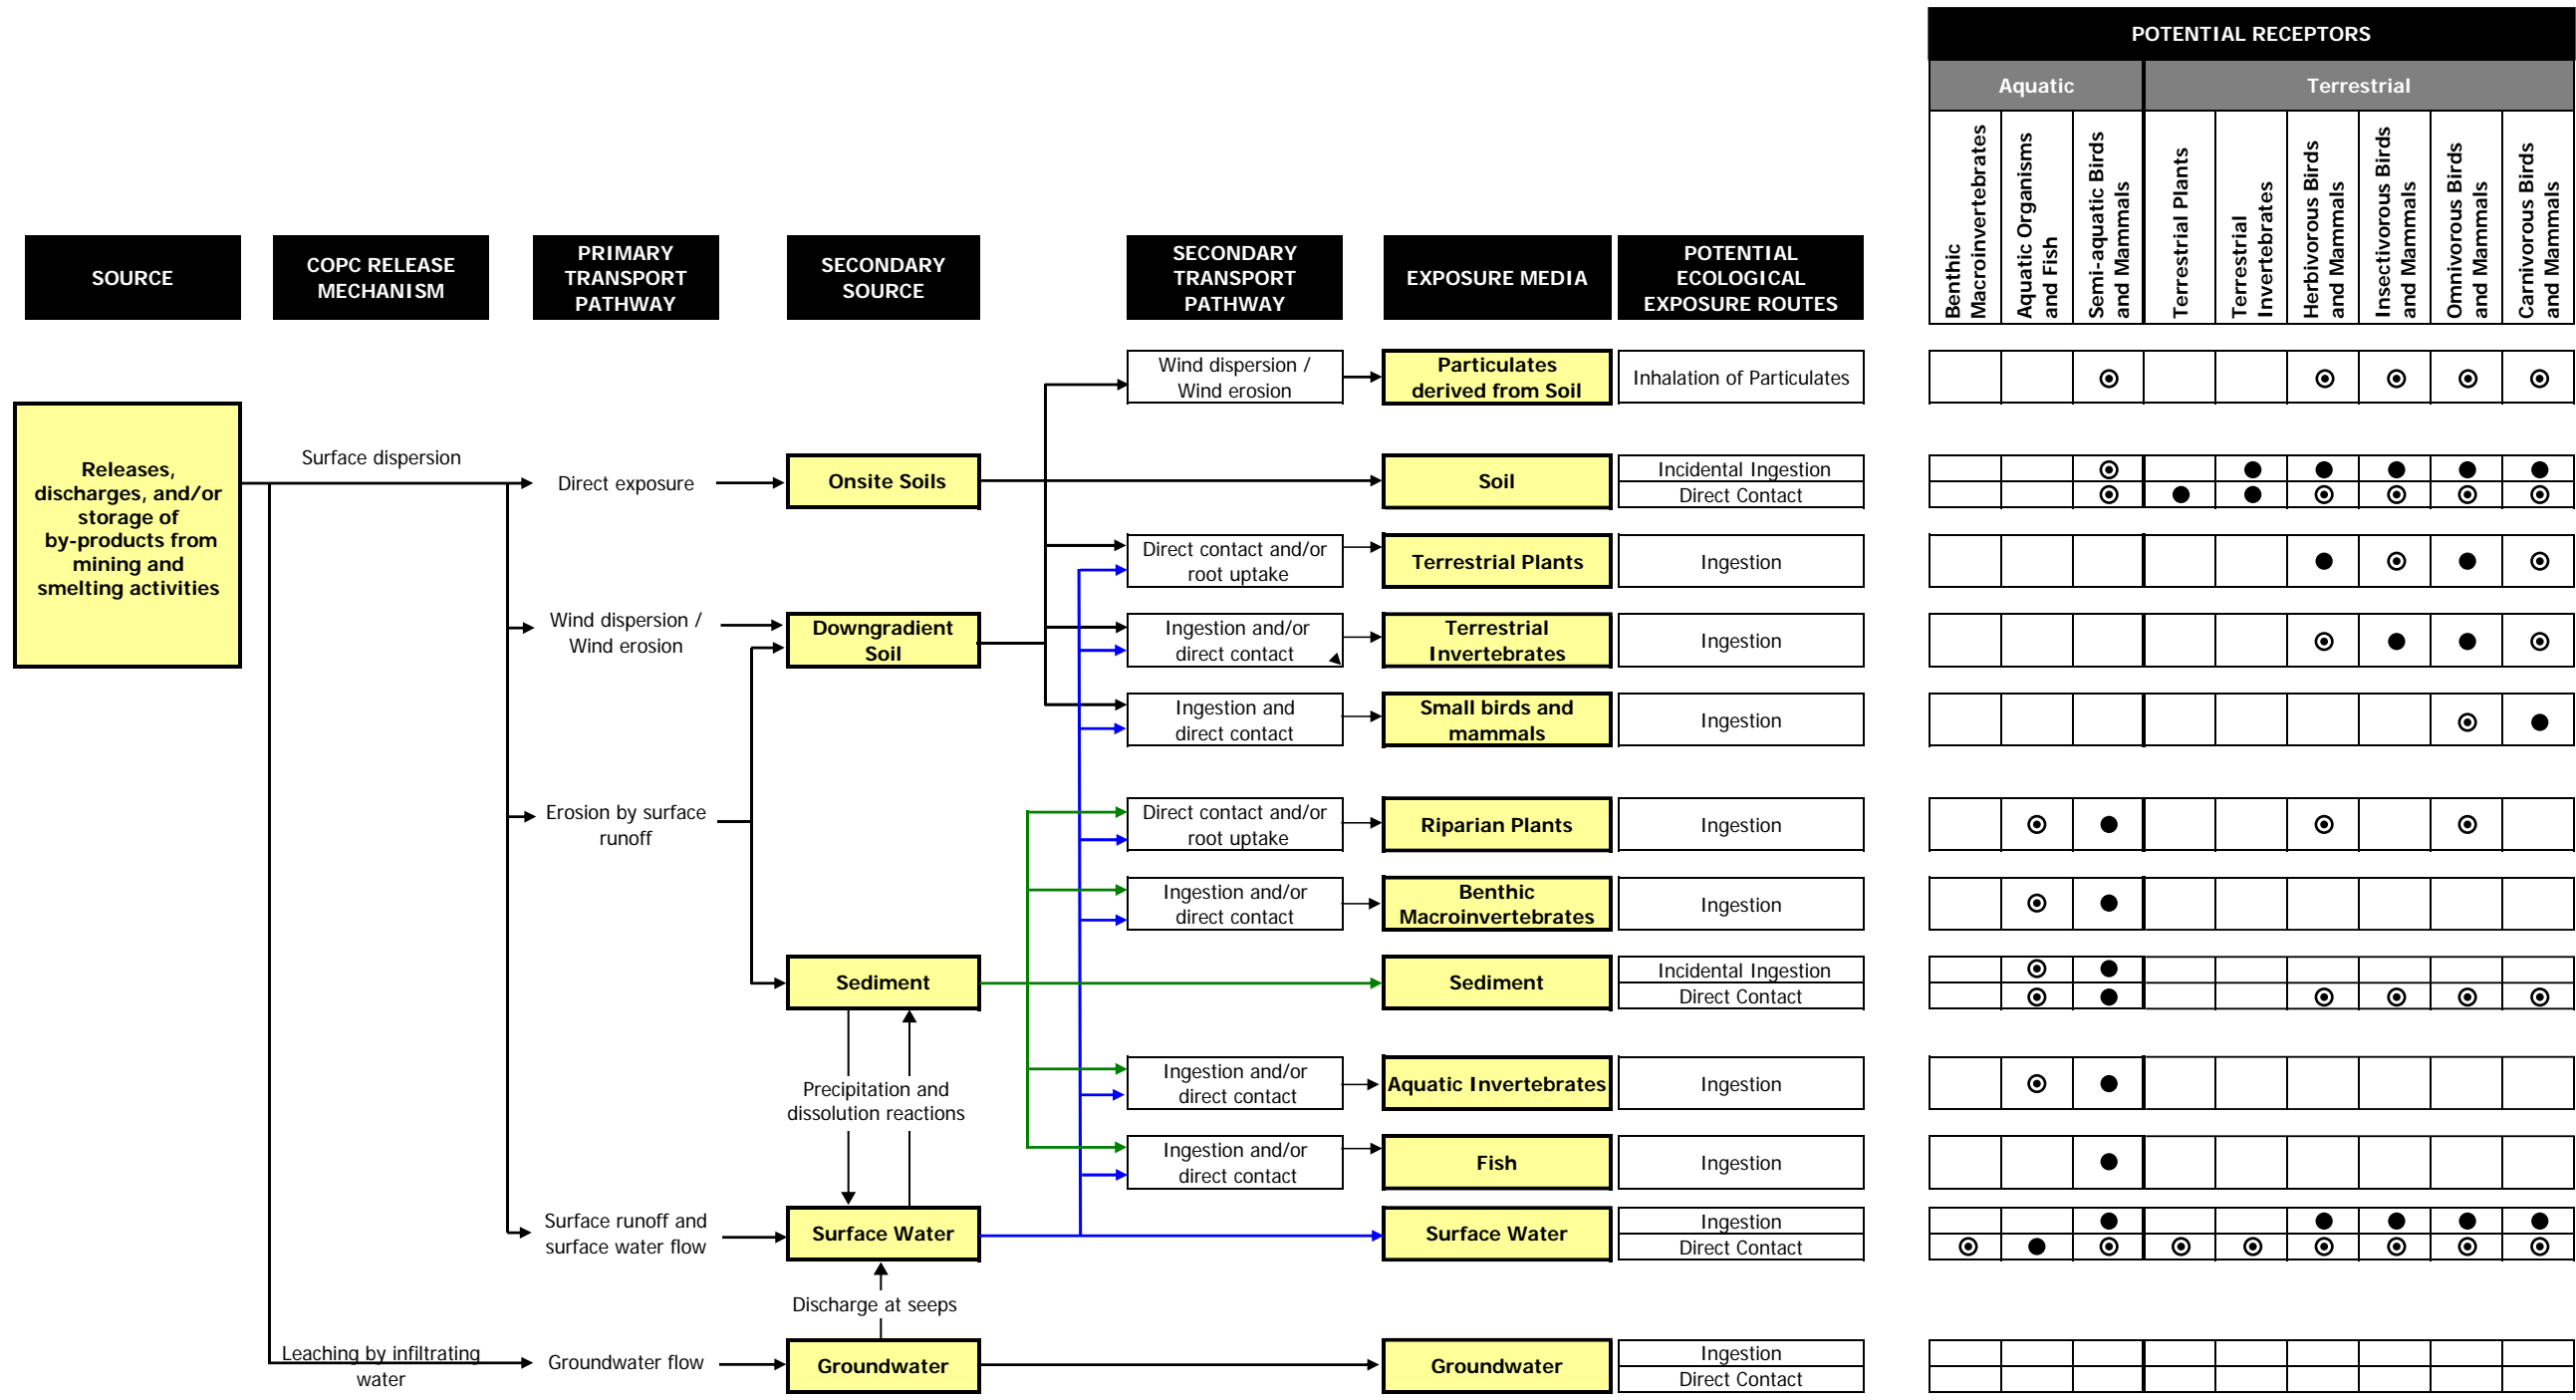 POTENTIAL RECEPTORS
Aquatic
Terrestrial
Benthic
Macroinvertebrates
Aquatic Organisms
and Fish
Semi-aquatic Birds
and Mammals
Terrestrial Plants
Terrestrial
Invertebrates
Herbivorous Birds
and Mammals
Insectivorous Birds
and Mammals
Omnivorous Birds
and Mammals
Carnivorous Birds
and Mammals
SOURCE
COPC RELEASE
MECHANISM
PRIMARY
TRANSPORT
PATHWAY
SECONDARY
SOURCE
SECONDARY
TRANSPORT
PATHWAY
EXPOSURE MEDIA
POTENTIAL
ECOLOGICAL
EXPOSURE ROUTES
Wind dispersion /
Wind erosion
Particulates
derived from Soil
Inhalation of Particulates
Releases,
discharges, and/or
storage of
by-products from
mining and
smelting activities
Surface dispersion
Direct exposure
Onsite Soils
Soil
Incidental Ingestion
Direct Contact
Direct contact and/or
root uptake
Terrestrial Plants
Ingestion
Wind dispersion /
Wind erosion
Downgradient
Soil
Ingestion and/or
direct contact
Terrestrial
Invertebrates
Ingestion
Ingestion and
direct contact
Small birds and
mammals
Ingestion
Erosion by surface
runoff
Direct contact and/or
root uptake
Riparian Plants
Ingestion
Ingestion and/or
direct contact
Benthic
Macroinvertebrates
Ingestion
Sediment
Sediment
Incidental Ingestion
Direct Contact
Precipitation and
dissolution reactions
Ingestion and/or
direct contact
Aquatic Invertebrates
Ingestion
Ingestion and/or
direct contact
Fish
Ingestion
Surface runoff and
surface water flow
Surface Water
Surface Water
Ingestion
Direct Contact
Discharge at seeps
Leaching by infiltrating
water
Groundwater flow
Groundwater
Groundwater
Ingestion
Direct Contact